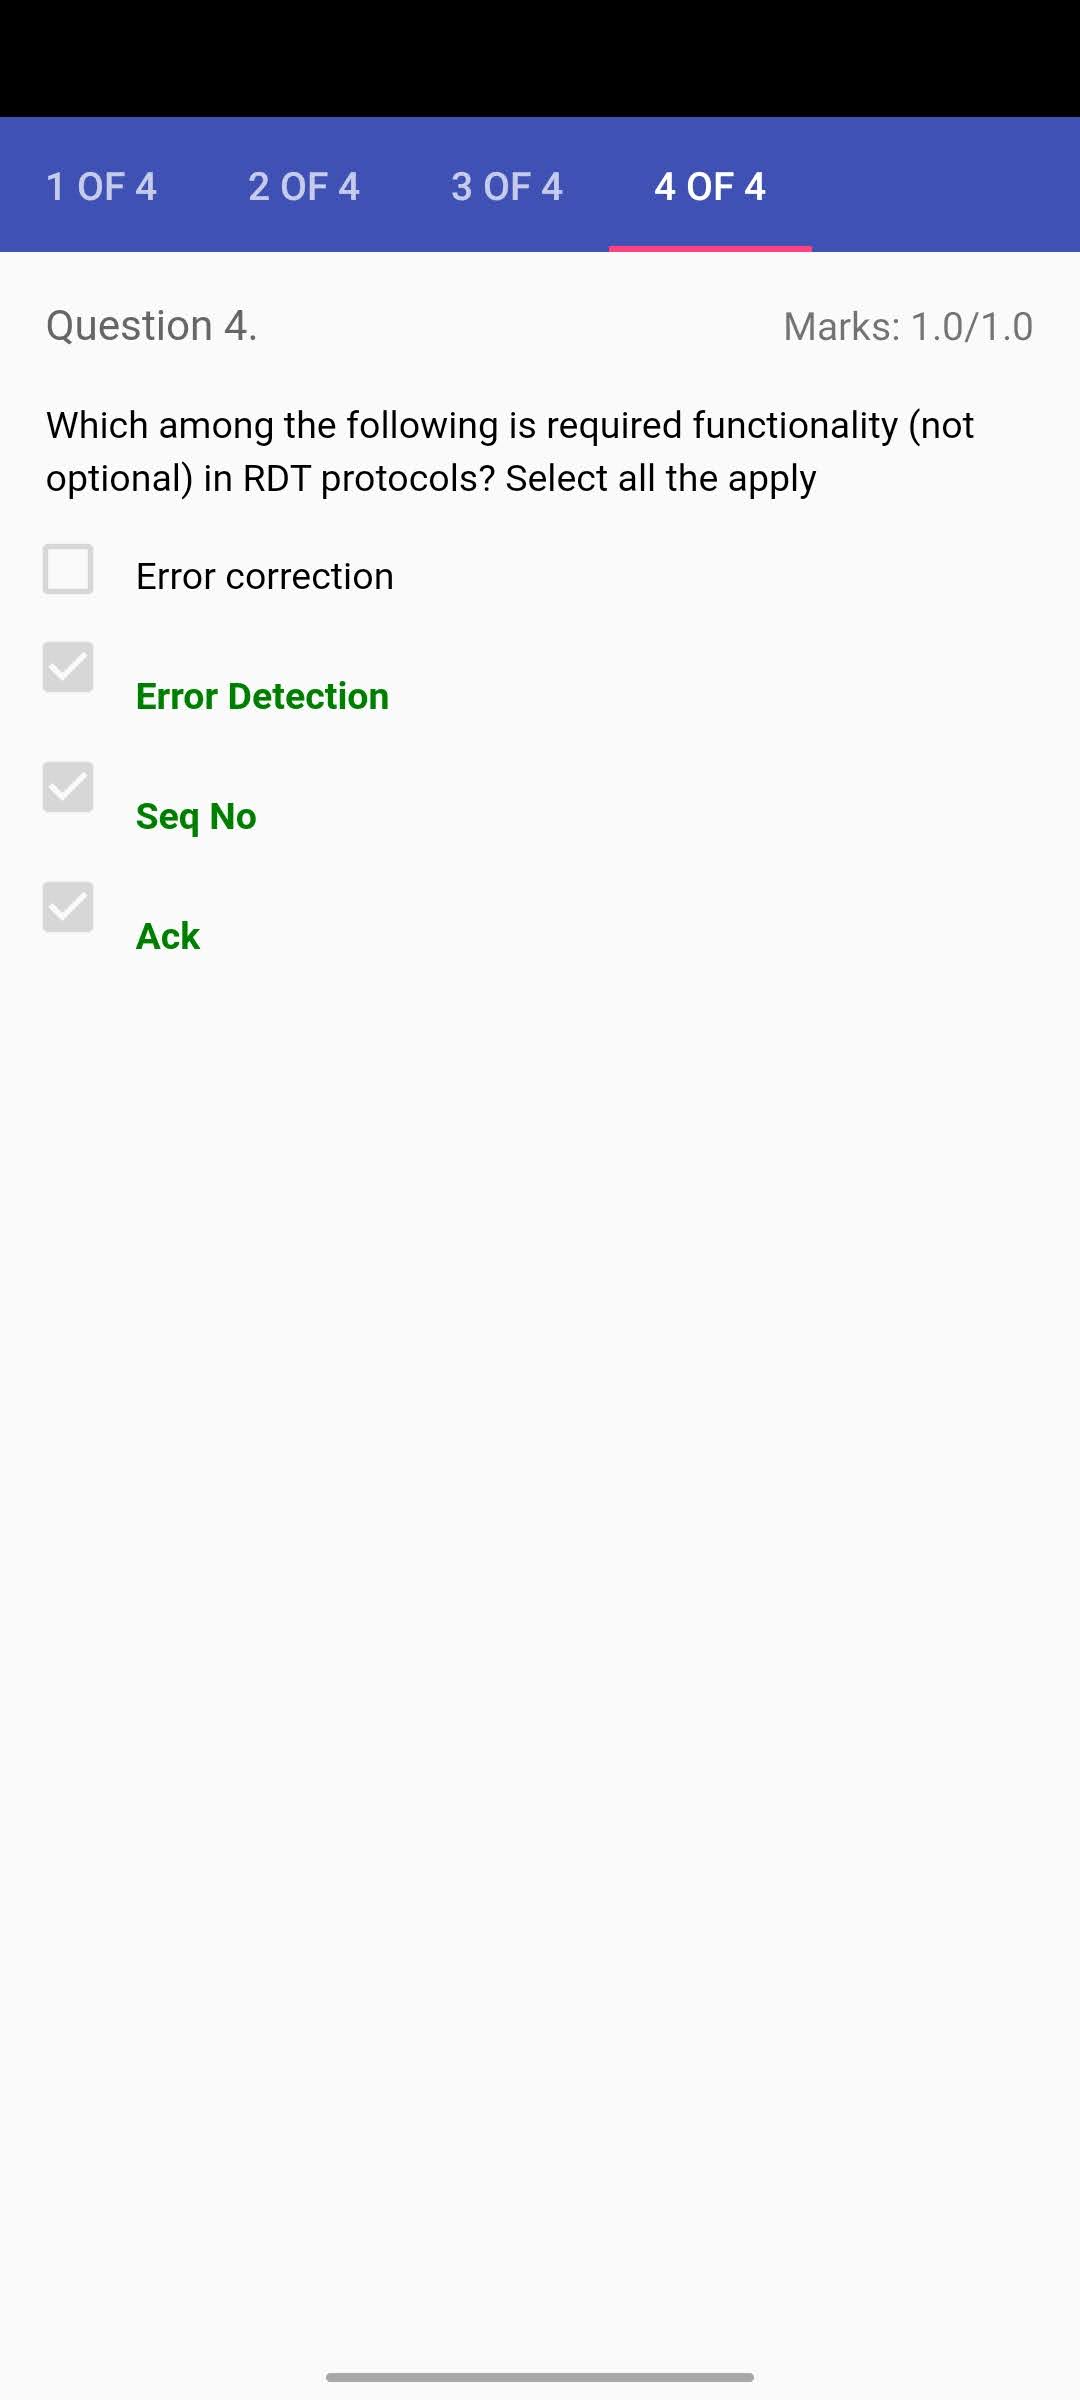 1 OF 4 2 OF 4 3 OF 4 4 OF 4
Question 4. Marks: 1.0/1.0
Which among the following is required functionality (not
optional) in RDT protocols? Select all the apply
Error correction
Error Detection
Seq No
Ack